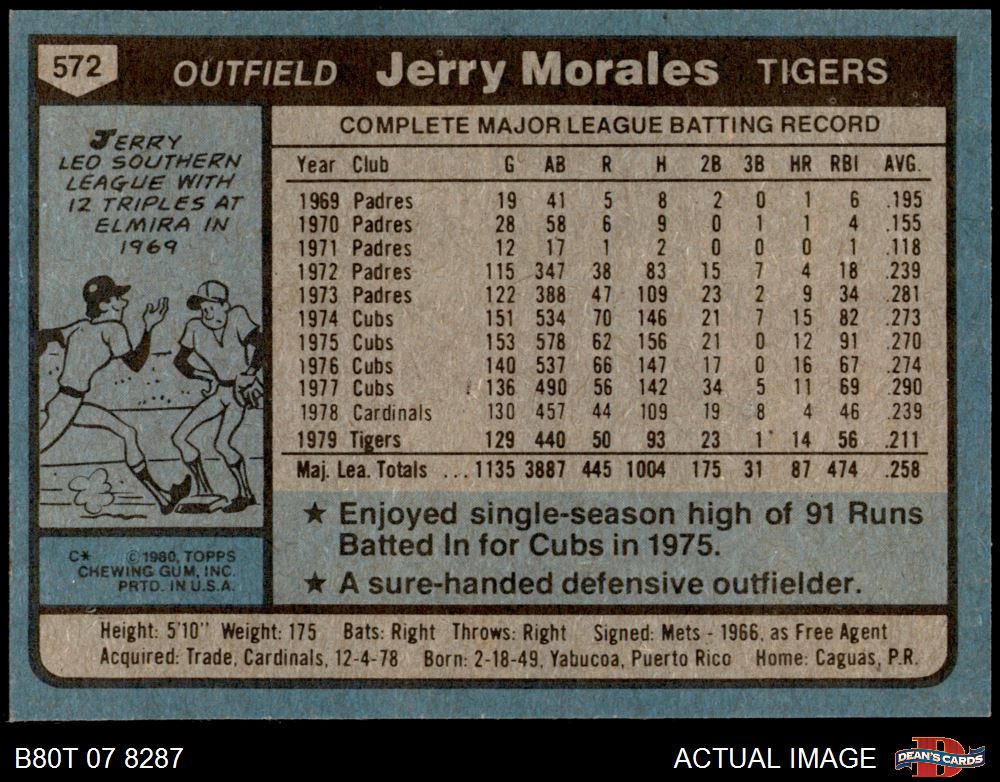 572 OUTFIELD Jerry Morales TIGERS
JERRY
LED SOUTHERN
LEAGUE WITH
12 TRIPLES AT
ELMIRA IN
1969
COMPLETE MAJOR LEAGUE BATTING RECORD
Year Club G AB R H 2B 3B HR RBI AVG.
1969 Padres 19 41 5 8 2 0 1 6 .195
1970 Padres 28 58 6 9 0 1 1 4 .155
1971 Padres 12 17 1 2 0 0 0 1 .118
1972 Padres 115 347 38 83 15 7 4 18 .239
1973 Padres 122 388 47 109 23 2 9 34 .281
1974 Cubs 151 534 70 146 21 7 15 82 .273
1975 Cubs 153 578 62 156 21 0 12 91 .270
1976 Cubs 140 537 66 147 17 0 16 67 .274
1977 Cubs 136 490 56 142 34 5 11 69 .290
1978 Cardinals 130 457 44 109 19 8 4 46 .239
1979 Tigers 129 440 50 93 23 1 14 56 .211
Maj. Lea. Totals ...1135 3887 445 1004 175 31 87 474 .258
★ Enjoyed single-season high of 91 Runs
Batted In for Cubs in 1975.
★ A sure-handed defensive outfielder.
C* © 1980, TOPPS
CHEWING GUM, INC.
PRTD. IN U.S.A.
Height: 5'10" Weight: 175 Bats: Right Throws: Right Signed: Mets - 1966, as Free Agent
Acquired: Trade, Cardinals, 12-4-78 Born: 2-18-49, Yabucoa, Puerto Rico Home: Caguas, P.R.
B80T 07 8287 ACTUAL IMAGE DEAN'S CARDS